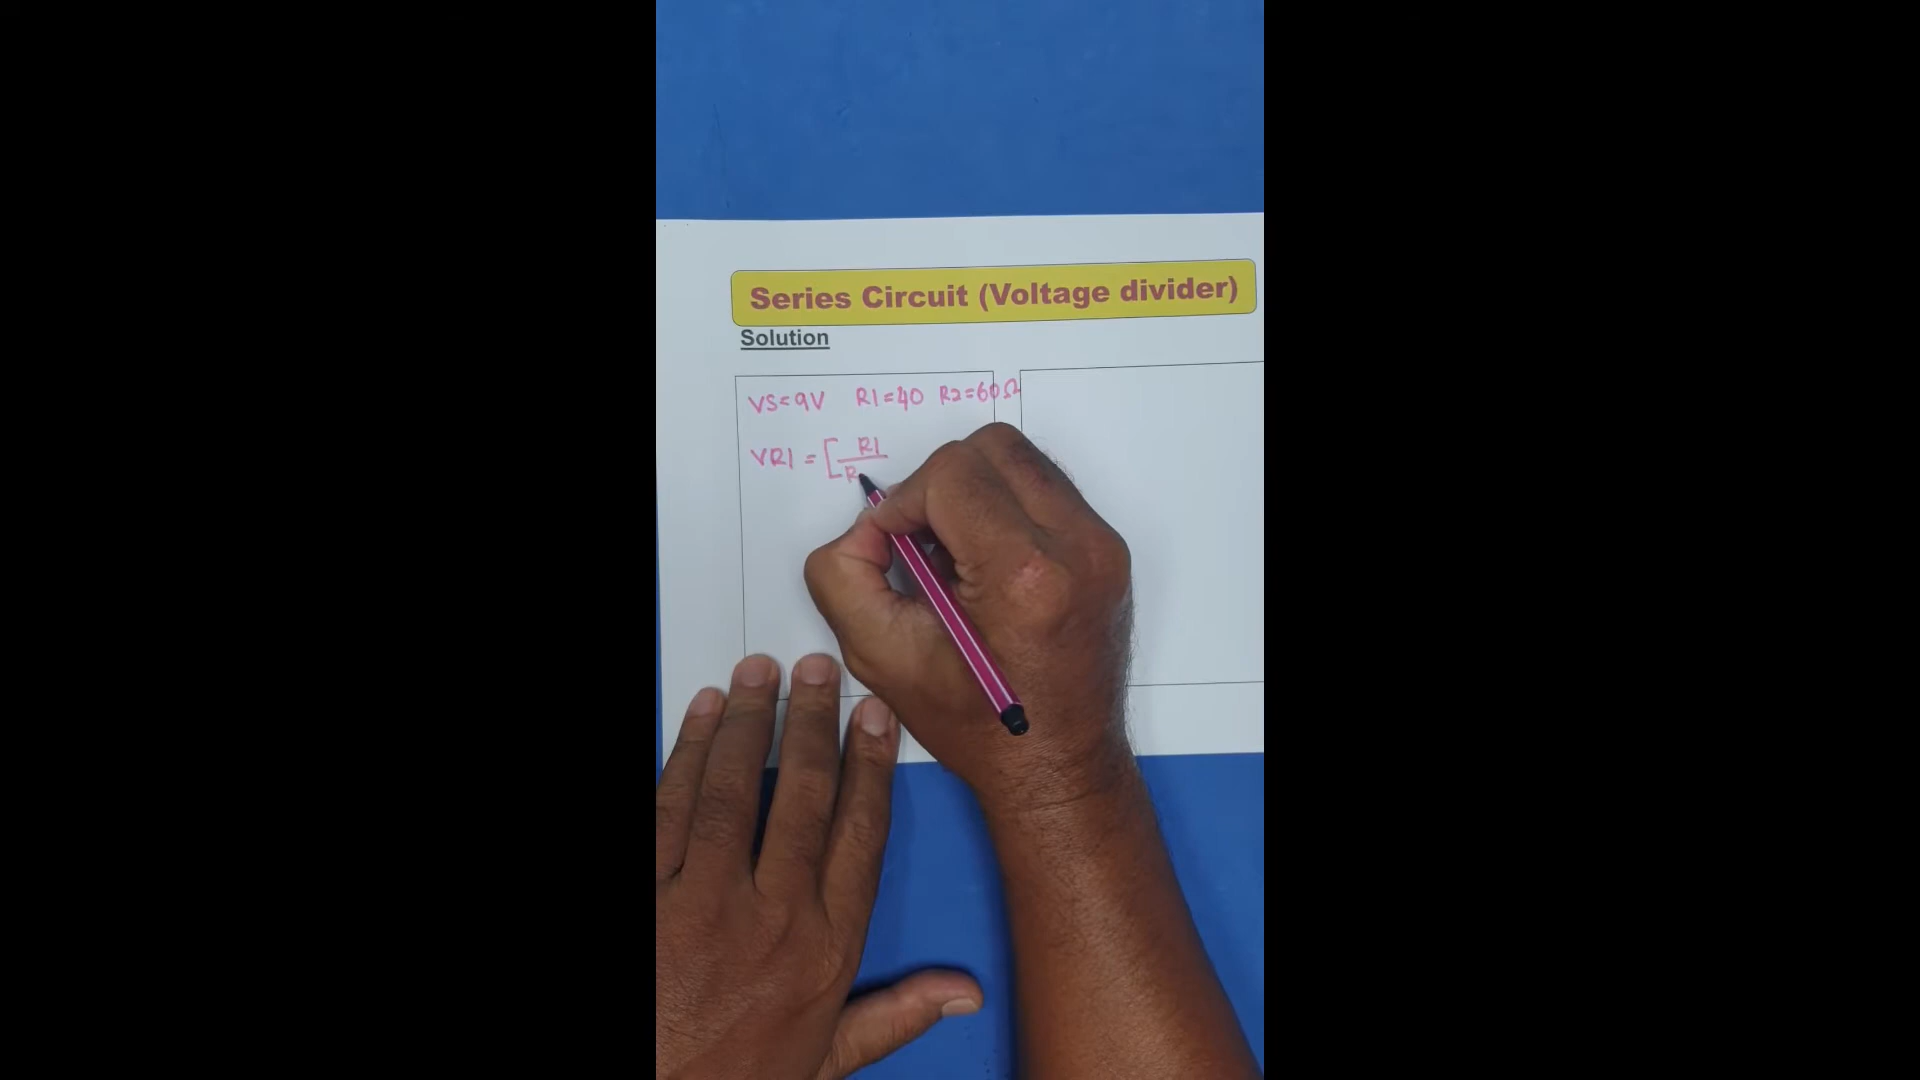 Series Circuit (Voltage divider)
Solution
VS=9V R1=40 R2=60Ω
VR1 = [ R1
R